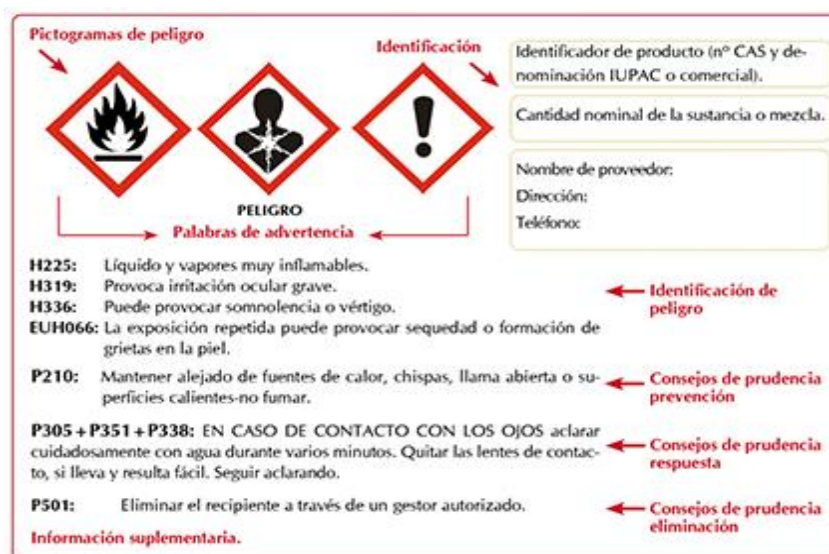 Pictogramas de peligro
Identificación
Identificador de producto (nº CAS y de-
nominación IUPAC o comercial).
Cantidad nominal de la sustancia o mezcla.
Nombre de proveedor:
Dirección:
Teléfono:
PELIGRO
Palabras de advertencia
H225: Líquido y vapores muy inflamables.
H319: Provoca irritación ocular grave.
H336: Puede provocar somnolencia o vértigo.
EUH066: La exposición repetida puede provocar sequedad o formación de
grietas en la piel.
Identificación de
peligro
P210: Mantener alejado de fuentes de calor, chispas, llama abierta o su-
perficies calientes-no fumar.
Consejos de prudencia
prevención
P305+P351+P338: EN CASO DE CONTACTO CON LOS OJOS aclarar
cuidadosamente con agua durante varios minutos. Quitar las lentes de contac-
to, si lleva y resulta fácil. Seguir aclarando.
Consejos de prudencia
respuesta
P501: Eliminar el recipiente a través de un gestor autorizado.
Consejos de prudencia
eliminación
Información suplementaria.